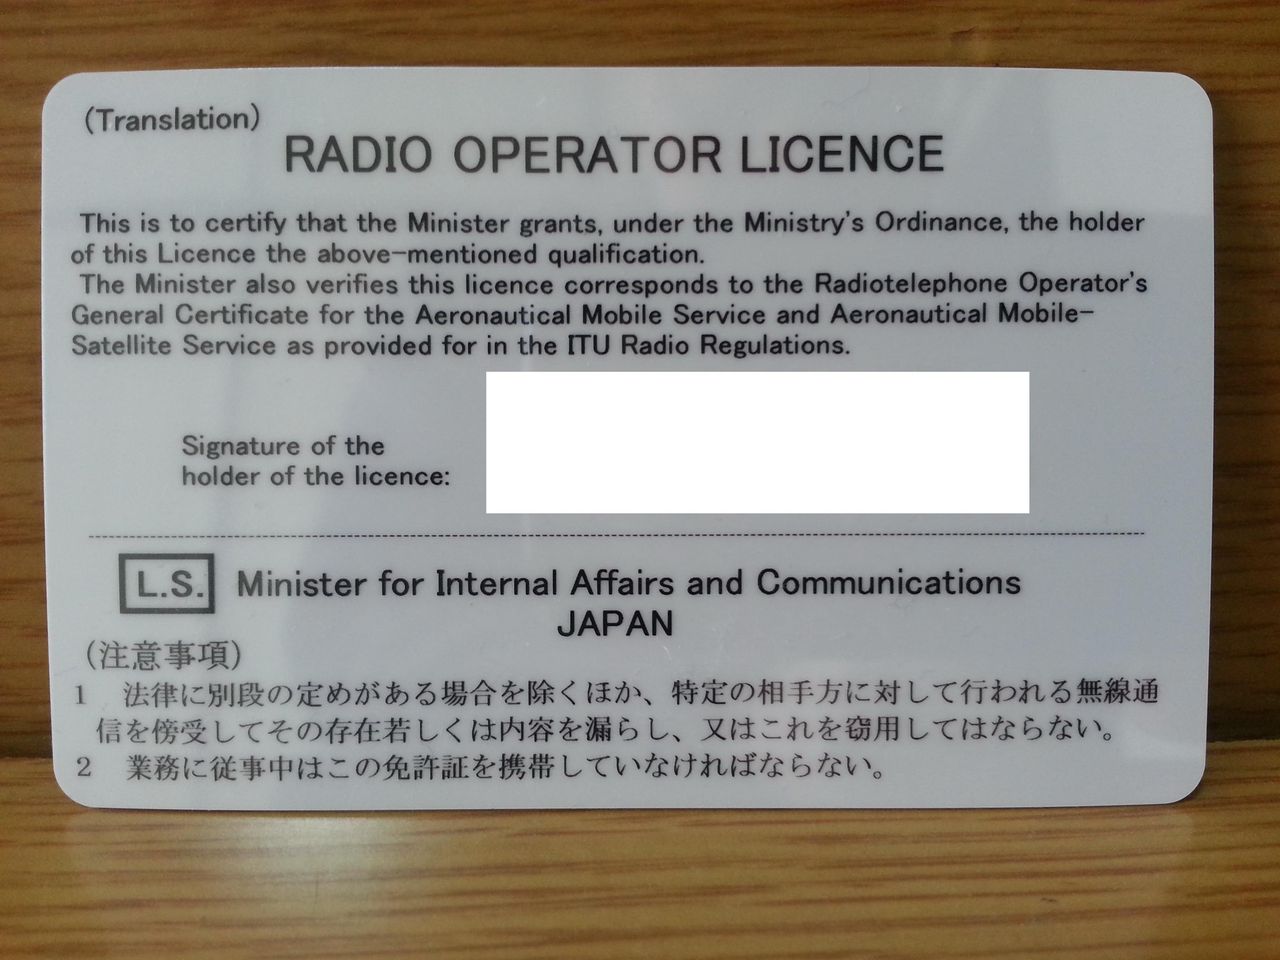 (Translation)
RADIO OPERATOR LICENCE
This is to certify that the Minister grants, under the Ministry's Ordinance, the holder
of this Licence the above-mentioned qualification.
The Minister also verifies this licence corresponds to the Radiotelephone Operator's
General Certificate for the Aeronautical Mobile Service and Aeronautical Mobile-
Satellite Service as provided for in the ITU Radio Regulations.
Signature of the
holder of the licence:
L.S. Minister for Internal Affairs and Communications
JAPAN
(注意事項)
1 法律に別段の定めがある場合を除くほか、特定の相手方に対して行われる無線通
信を傍受してその存在若しくは内容を漏らし、又はこれを窃用してはならない。
2 業務に従事中はこの免許証を携帯していなければならない。